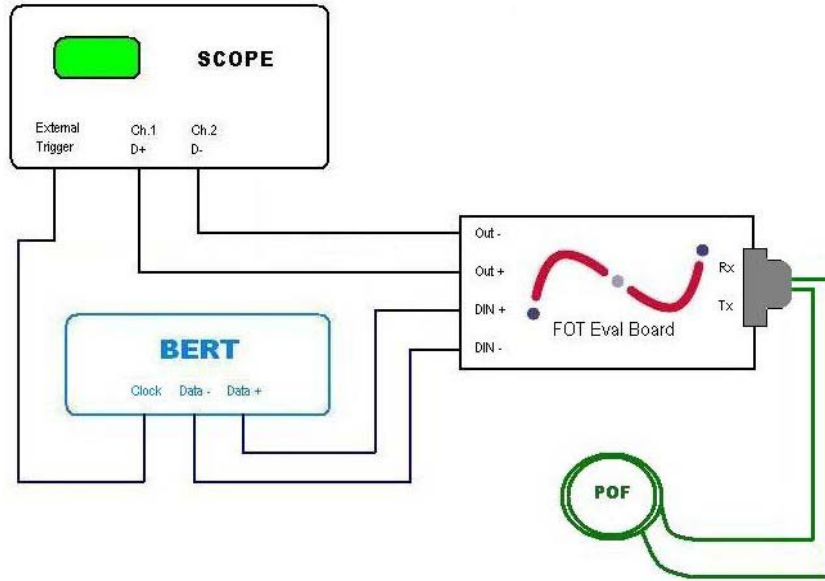 SCOPE
External
Trigger
Ch.1
D+
Ch.2
D-
Out -
Out +
DIN +
DIN -
Rx
Tx
FOT Eval Board
BERT
Clock Data - Data +
POF